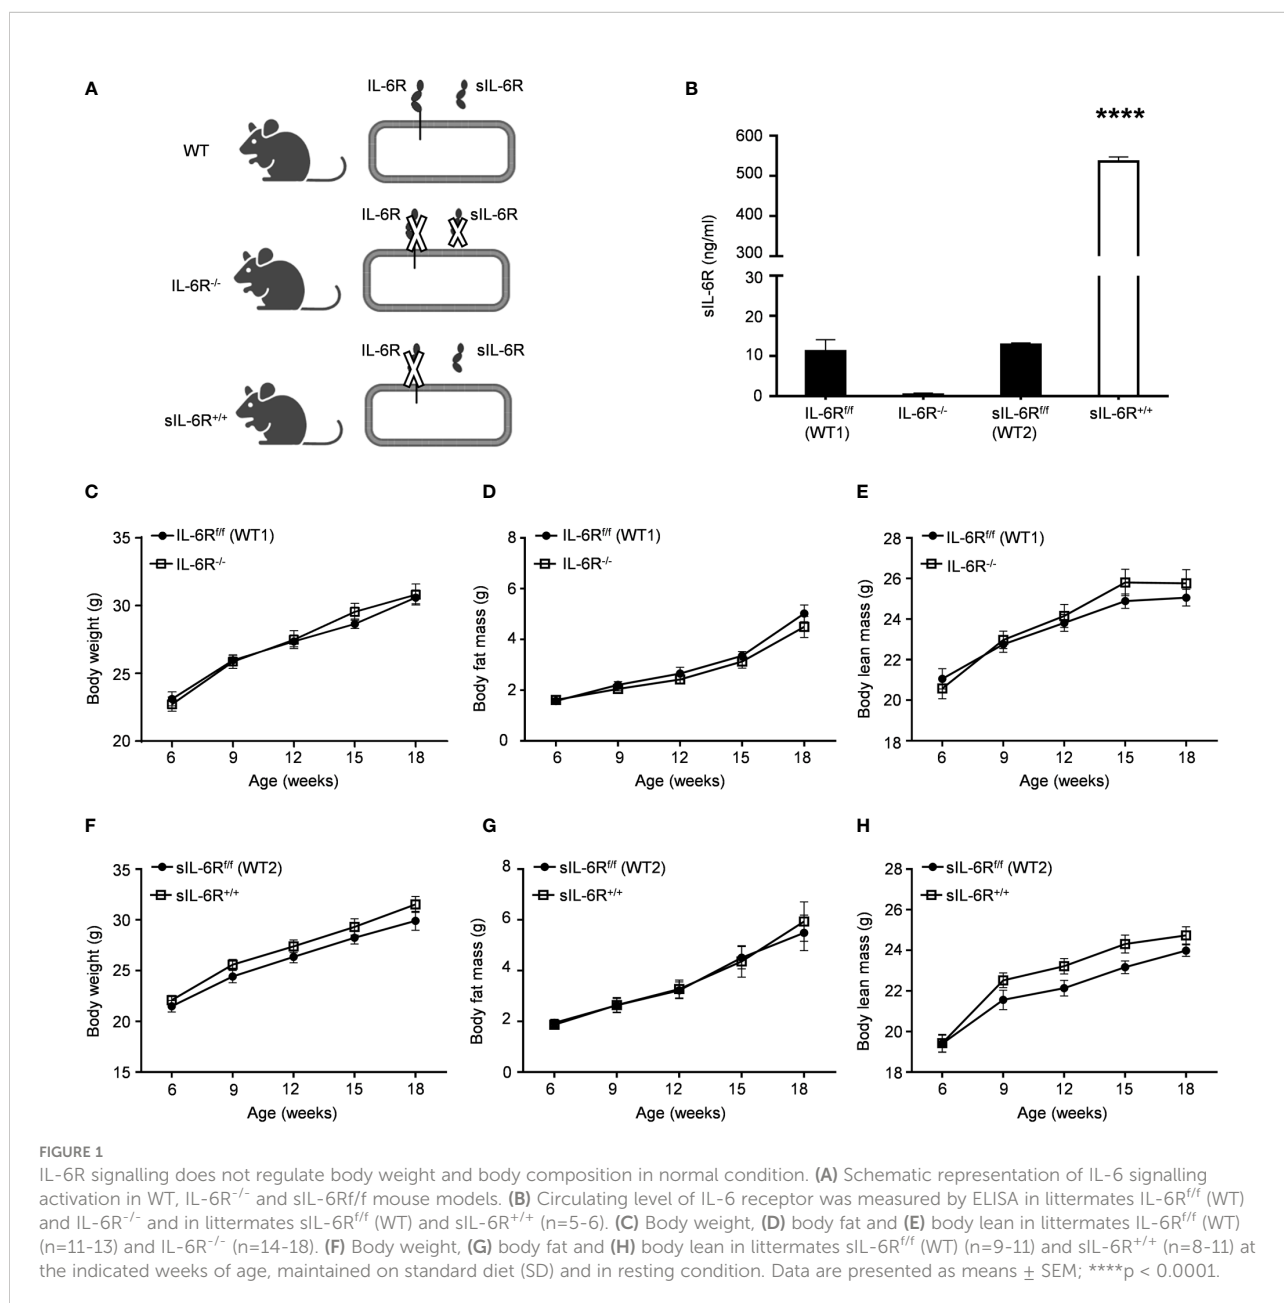 A
IL-6R
sIL-6R
WT
IL-6R
sIL-6R
IL-6R-/-
IL-6R
sIL-6R
sIL-6R+/+
B
****
sIL-6R (ng/ml)
600
500
400
300
30
20
10
0
IL-6Rf/f
(WT1)
IL-6R-/-
sIL-6Rf/f
(WT2)
sIL-6R+/+
C
IL-6Rf/f (WT1)
IL-6R-/-
Body weight (g)
35
30
25
20
6 9 12 15 18
Age (weeks)
D
IL-6Rf/f (WT1)
IL-6R-/-
Body fat mass (g)
8
6
4
2
0
6 9 12 15 18
Age (weeks)
E
IL-6Rf/f (WT1)
IL-6R-/-
Body lean mass (g)
28
26
24
22
20
18
6 9 12 15 18
Age (weeks)
F
sIL-6Rf/f (WT2)
sIL-6R+/+
Body weight (g)
35
30
25
20
15
6 9 12 15 18
Age (weeks)
G
sIL-6Rf/f (WT2)
sIL-6R+/+
Body fat mass (g)
8
6
4
2
0
6 9 12 15 18
Age (weeks)
H
sIL-6Rf/f (WT2)
sIL-6R+/+
Body lean mass (g)
28
24
22
20
18
6 9 12 15 18
Age (weeks)
FIGURE 1
IL-6R signalling does not regulate body weight and body composition in normal condition. (A) Schematic representation of IL-6 signalling
activation in WT, IL-6R-/- and sIL-6Rf/f mouse models. (B) Circulating level of IL-6 receptor was measured by ELISA in littermates IL-6Rf/f (WT)
and IL-6R-/- and in littermates sIL-6Rf/f (WT) and sIL-6R+/+ (n=5-6). (C) Body weight, (D) body fat and (E) body lean in littermates IL-6Rf/f (WT)
(n=11-13) and IL-6R-/- (n=14-18). (F) Body weight, (G) body fat and (H) body lean in littermates sIL-6Rf/f (WT) (n=9-11) and sIL-6R+/+ (n=8-11) at
the indicated weeks of age, maintained on standard diet (SD) and in resting condition. Data are presented as means ± SEM; ****p < 0.0001.